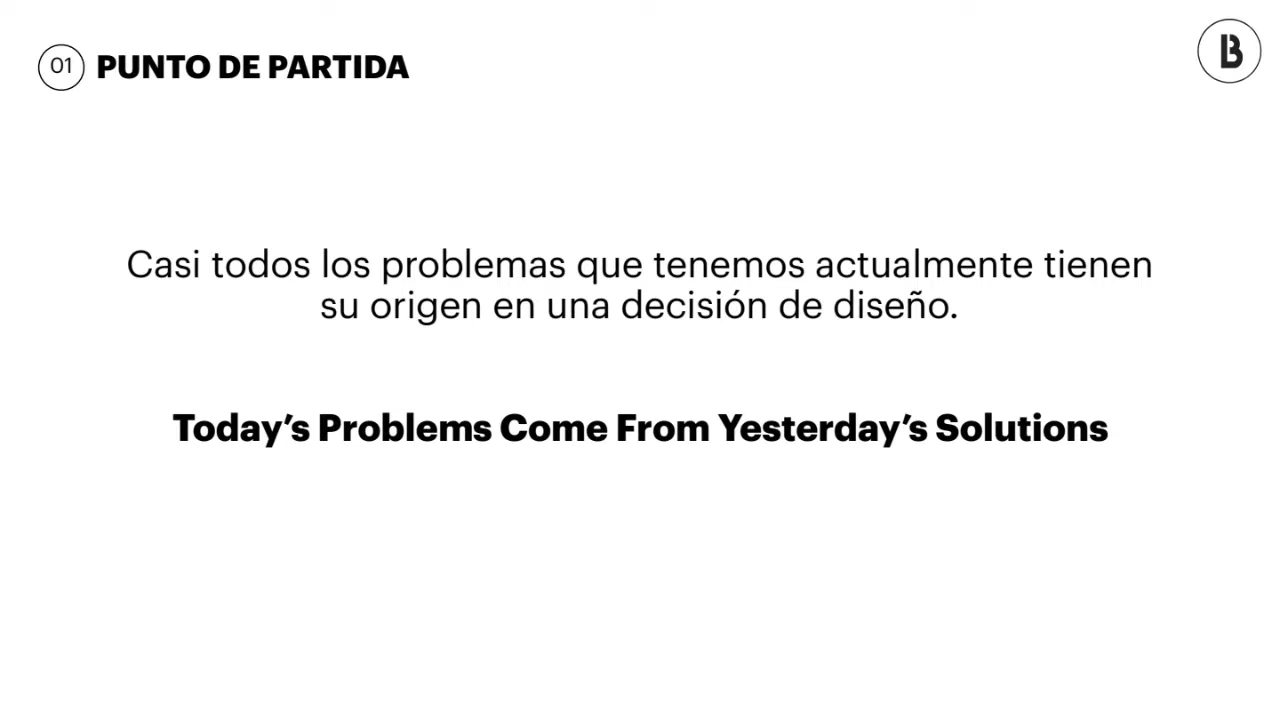 01 PUNTO DE PARTIDA
B
Casi todos los problemas que tenemos actualmente tienen
su origen en una decisión de diseño.
Today’s Problems Come From Yesterday’s Solutions